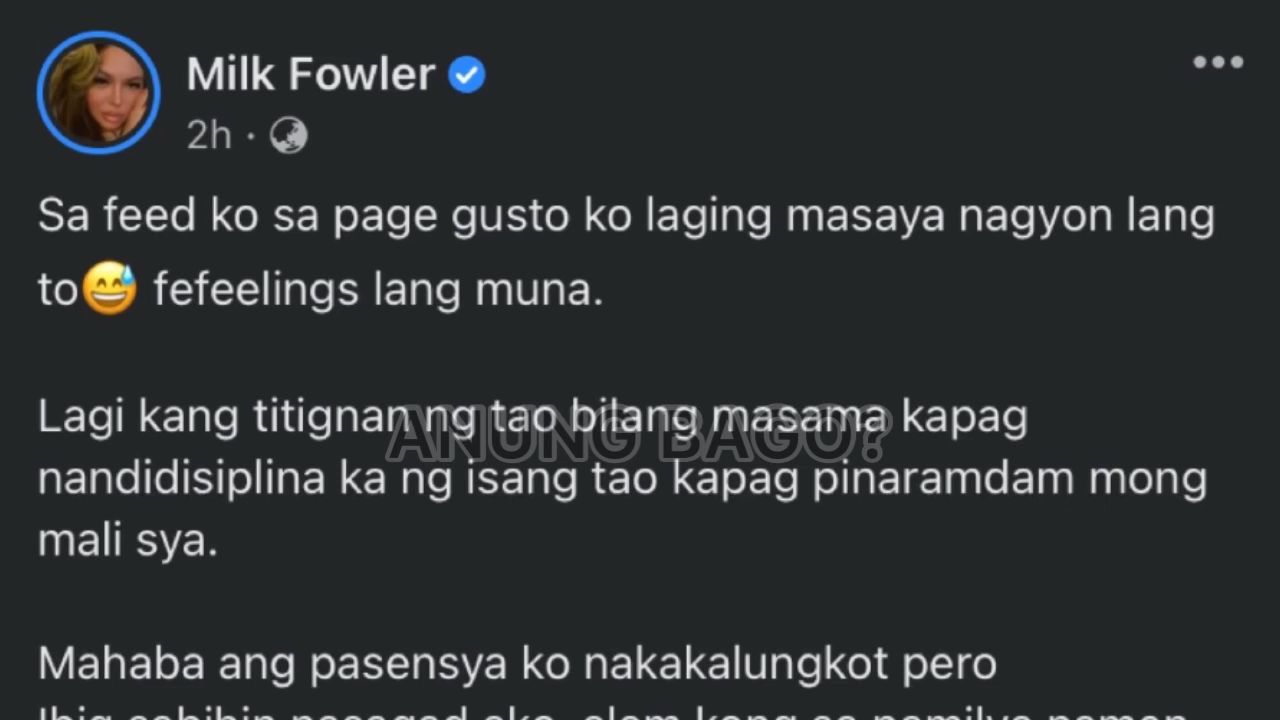 Milk Fowler
2h ·
Sa feed ko sa page gusto ko laging masaya nagyon lang
to😅 fefeelings lang muna.
Lagi kang titignan ng tao bilang masama kapag
ANUNG BAGO?
nandidisiplina ka ng isang tao kapag pinaramdam mong
mali sya.
Mahaba ang pasensya ko nakakalungkot pero